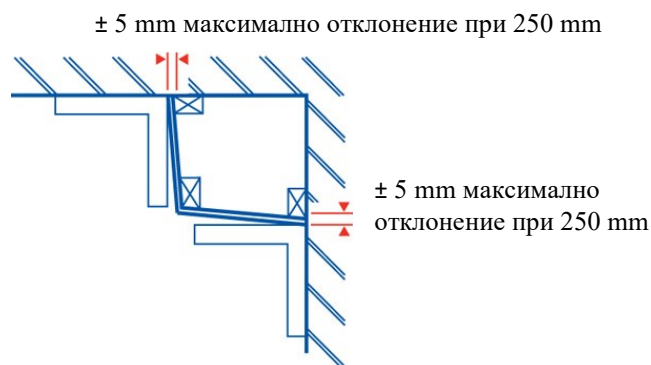 ± 5 mm максимално отклонение при 250 mm
± 5 mm максимално
отклонение при 250 mm